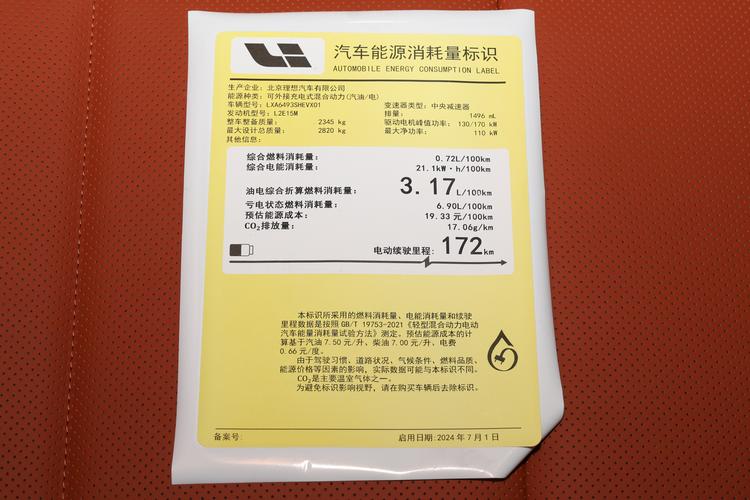 Li
汽车能源消耗量标识
AUTOMOBILE ENERGY CONSUMPTION LABEL
生产企业：北京理想汽车有限公司
能源种类：可外接充电式混合动力(汽油/电)
车辆型号：LXA6493SHEVX01 变速器类型：中央减速器
发动机型号：L2E15M 排量：1496 mL
整车整备质量：2345 kg 驱动电机峰值功率：130/170 kW
最大设计总质量：2820 kg 最大净功率：110 kW
其他信息：
综合燃料消耗量：0.72L/100km
综合电能消耗量：21.1kW·h/100km
油电综合折算燃料消耗量：3.17L/100km
亏电状态燃料消耗量：6.90L/100km
预估能源成本：19.33 元/100km
CO₂排放量：17.06g/km
电动续驶里程：172km
本标识所采用的燃料消耗量、电能消耗量和续驶
里程数据是按照 GB/T 19753-2021《轻型混合动力电动
汽车能量消耗量试验方法》测定。预估能源成本的计
算基于汽油 7.50 元/升、柴油 7.00 元/升、电费
0.66 元/度。
由于驾驶习惯、道路状况、气候条件、燃料品质、
能源价格等因素的影响，实际数据可能与本标识不同。
CO₂是主要温室气体之一。
为避免标识影响视野，请在购买车辆后去除标识。
备案号： 启用日期：2024 年 7 月 1 日